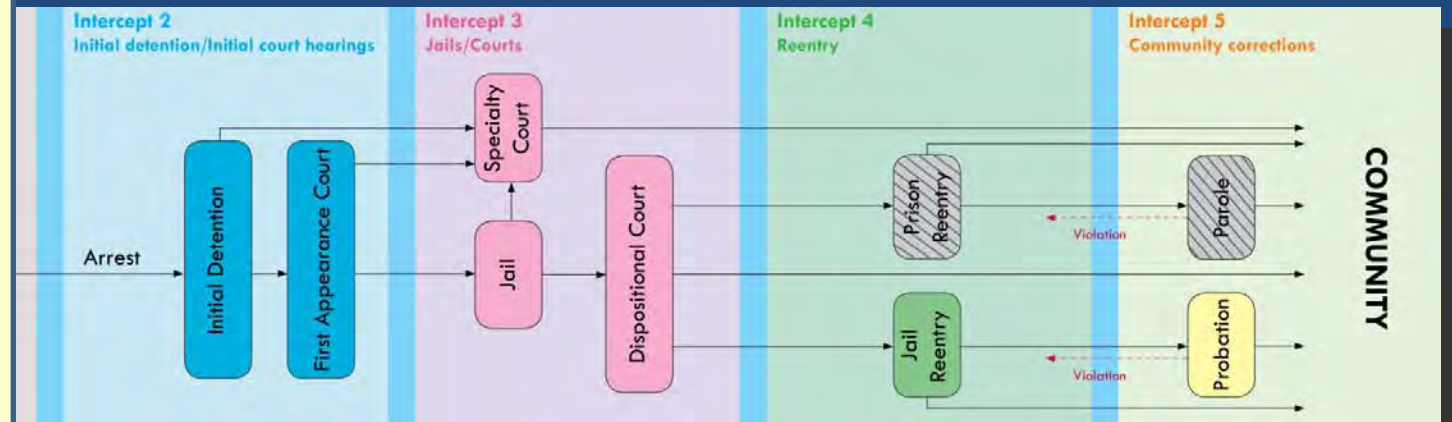 Intercept 2
Initial detention/Initial court hearings
Intercept 3
Jails/Courts
Intercept 4
Reentry
Intercept 5
Community corrections
Arrest
Initial Detention
First Appearance Court
Specialty
Court
Jail
Dispositional Court
Prison
Reentry
Violation
Parole
Jail
Reentry
Violation
Probation
COMMUNITY